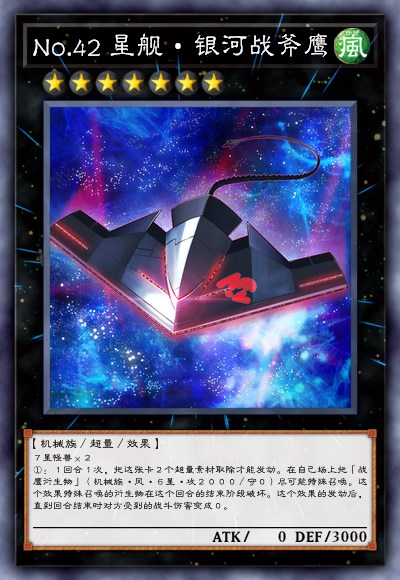 No.42 星舰·银河战斧鹰
風
42
【机械族/超量/效果】
7星怪兽×2
①：1回合1次，把这张卡2个超量素材取除才能发动。在自己场上把「战
鹰衍生物」（机械族·风·6星·攻2000/守0）尽可能特殊召唤。这
个效果特殊召唤的衍生物在这个回合的结束阶段破坏。这个效果的发动后，
直到回合结束时对方受到的战斗伤害变成0。
ATK/ 0 DEF/3000